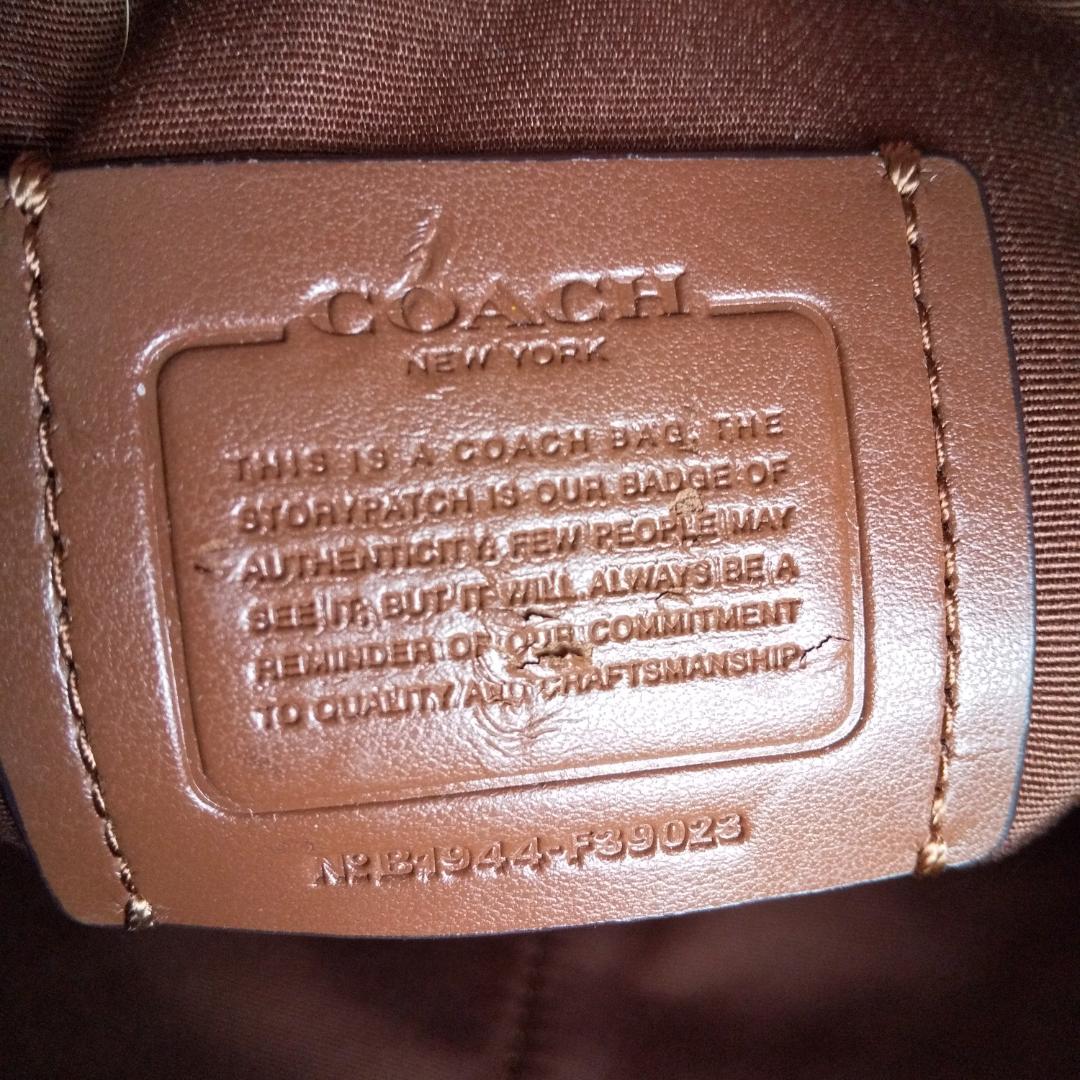 COACH
NEW YORK
THIS IS A COACH BAG. THE
STORYPATCH IS OUR BADGE OF
AUTHENTICITY. FEW PEOPLE MAY
SEE IT, BUT IT WILL ALWAYS BE A
REMINDER OF OUR COMMITMENT
TO QUALITY AND CRAFTSMANSHIP.
Nº B1944-F39023